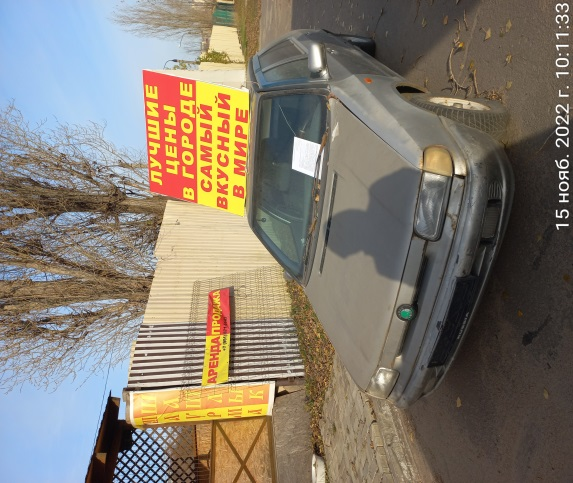 ЛУЧШИЕ
ЦЕНЫ
В ГОРОДЕ
САМЫЙ
ВКУСНЫЙ
В МИРЕ
АРЕНДА ПРОДАЖА
15 нояб. 2022 г. 10:11:33